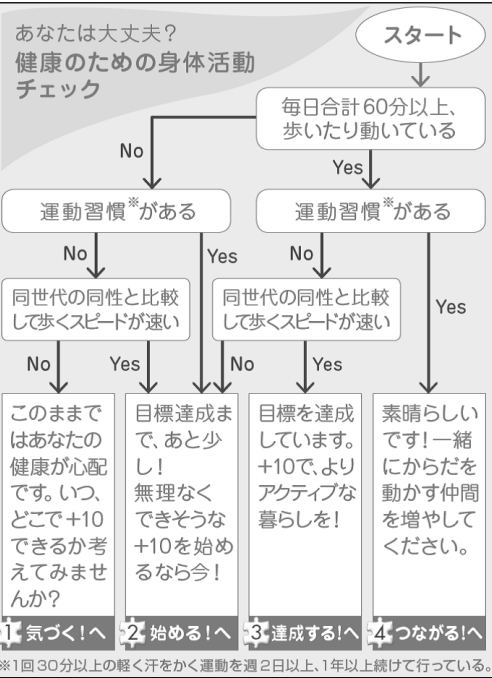 あなたは大丈夫?
健康のための身体活動
チェック
スタート
毎日合計60分以上、
歩いたり動いている
No
Yes
運動習慣※がある
運動習慣※がある
No
Yes
No
Yes
同世代の同性と比較
して歩くスピードが速い
同世代の同性と比較
して歩くスピードが速い
No
Yes
No
Yes
このままで
はあなたの
健康が心配
です。いつ、
どこで+10
できるか考
えてみませ
んか?
目標達成ま
で、あと少
し!
無理なく
できそうな
+10を始め
るなら今!
目標を達成
しています。
+10で、より
アクティブな
暮らしを!
素晴らしい
です!一緒
にからだを
動かす仲間
を増やして
ください。
1 気づく!へ
2 始める!へ
3 達成する!へ
4 つながる!へ
※1回30分以上の軽く汗をかく運動を週2日以上、1年以上続けて行っている。